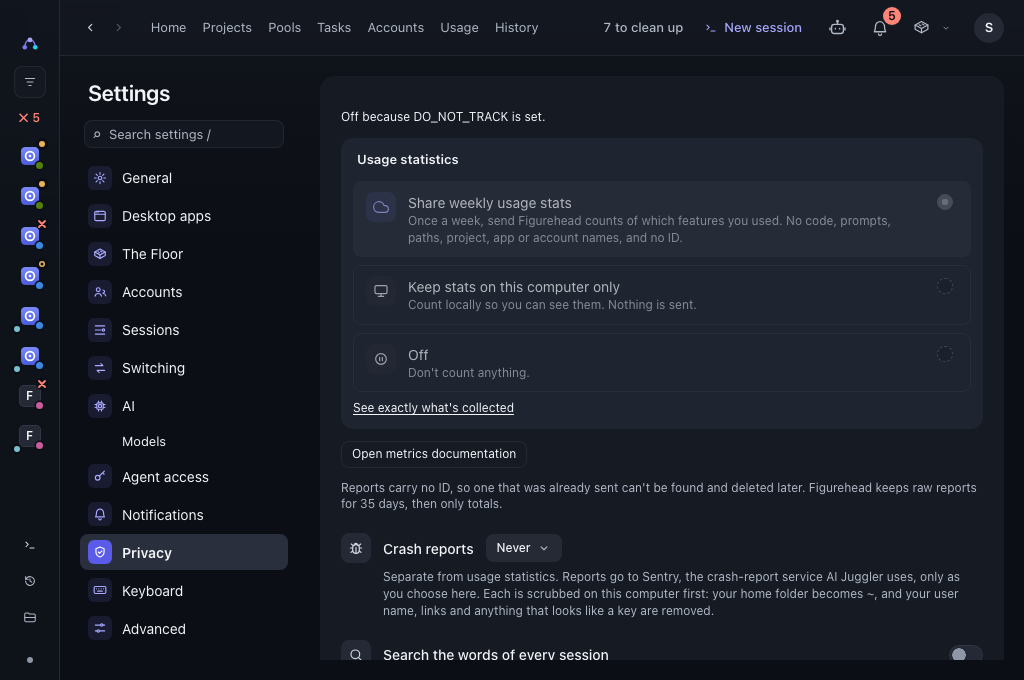 Home Projects Pools Tasks Accounts Usage History 7 to clean up New session 5 S
5
F
F
Settings
Search settings /
General
Desktop apps
The Floor
Accounts
Sessions
Switching
AI
Models
Agent access
Notifications
Privacy
Keyboard
Advanced
Off because DO_NOT_TRACK is set.
Usage statistics
Share weekly usage stats
Once a week, send Figurehead counts of which features you used. No code, prompts,
paths, project, app or account names, and no ID.
Keep stats on this computer only
Count locally so you can see them. Nothing is sent.
Off
Don't count anything.
See exactly what's collected
Open metrics documentation
Reports carry no ID, so one that was already sent can't be found and deleted later. Figurehead keeps raw reports
for 35 days, then only totals.
Crash reports Never
Separate from usage statistics. Reports go to Sentry, the crash-report service AI Juggler uses, only as
you choose here. Each is scrubbed on this computer first: your home folder becomes ~, and your user
name, links and anything that looks like a key are removed.
Search the words of every session